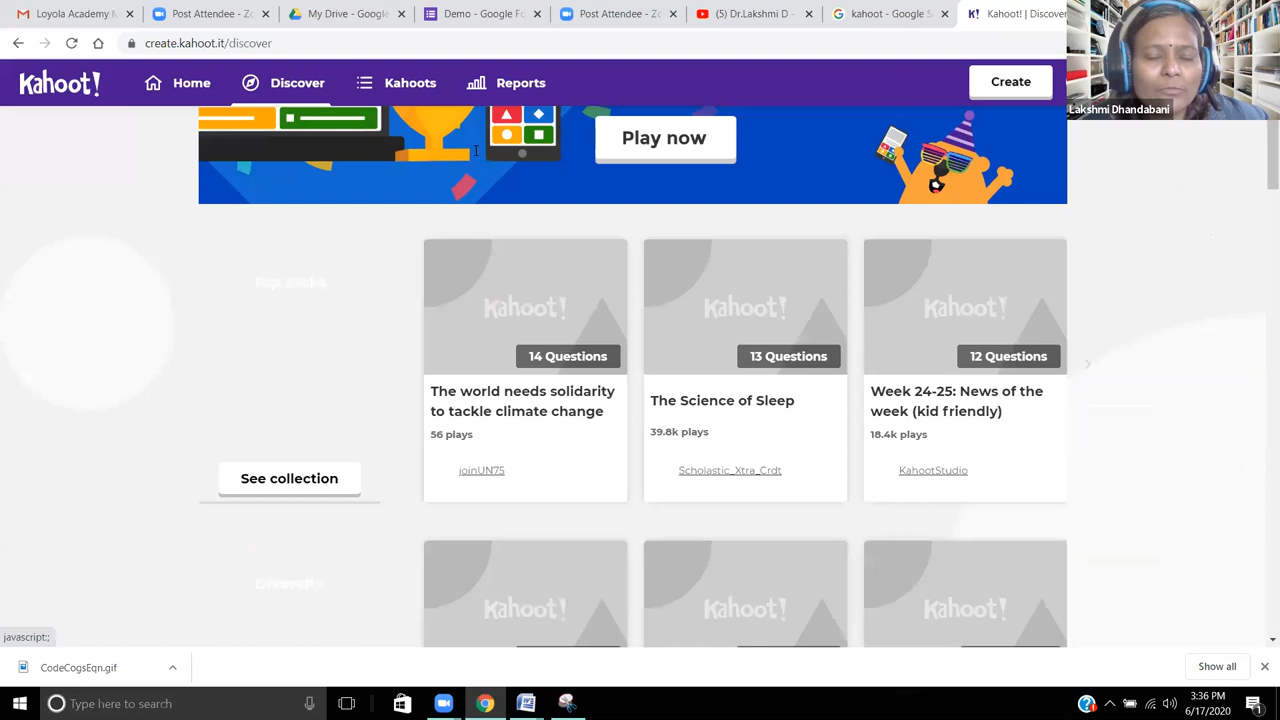 Loyola Academy M
Post Attendee - Zo
My Drive - Google
Demo - Google Fo
Post Attendee - Zo
(5) Dr.Lakshmi D -
kahoot - Google S
K! Kahoot! | Discover
create.kahoot.it/discover
Kahoot!
Home
Discover
Kahoots
Reports
Create
Lakshmi Dhandabani
Play now
Top picks
Kahoot!
14 Questions
The world needs solidarity
to tackle climate change
56 plays
joinUN75
Kahoot!
13 Questions
The Science of Sleep
39.8k plays
Scholastic_Xtra_Crdt
Kahoot!
12 Questions
Week 24-25: News of the
week (kid friendly)
18.4k plays
KahootStudio
See collection
Diversity
Kahoot!
Kahoot!
Kahoot!
javascript:;
CodeCogsEqn.gif
Show all
Type here to search
3:36 PM
6/17/2020
1